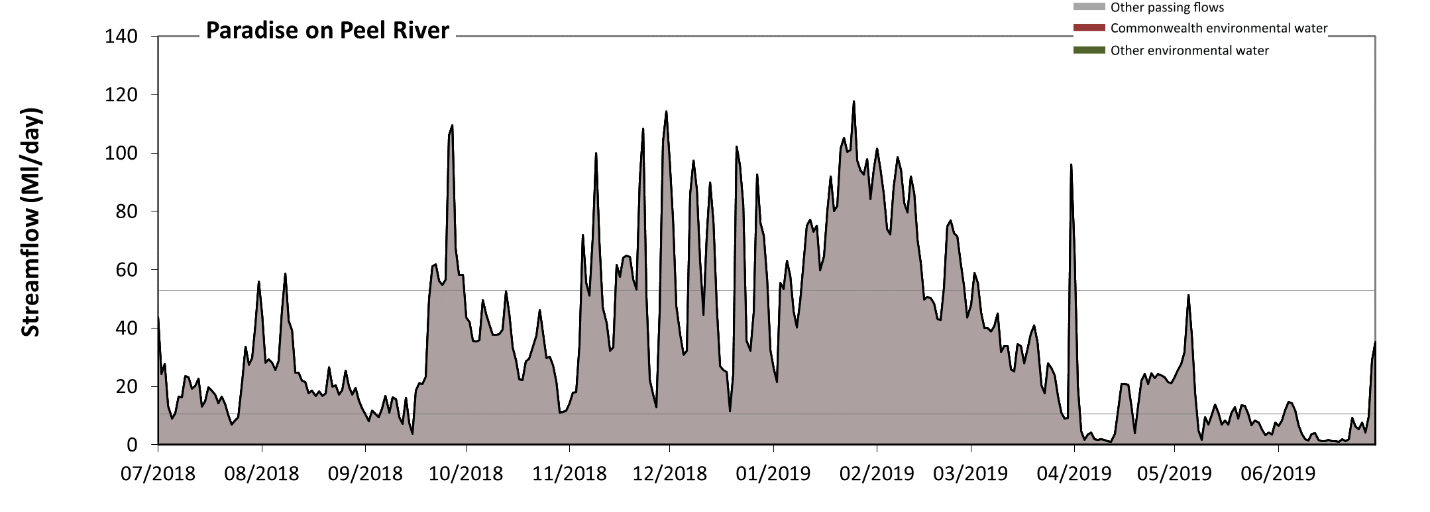 Other passing flows
Paradise on Peel River
Commonwealth environmental water
Other environmental water
Streamflow (Ml/day)
140
120
100
80
60
40
20
0
07/2018 08/2018 09/2018 10/2018 11/2018 12/2018 01/2019 02/2019 03/2019 04/2019 05/2019 06/2019